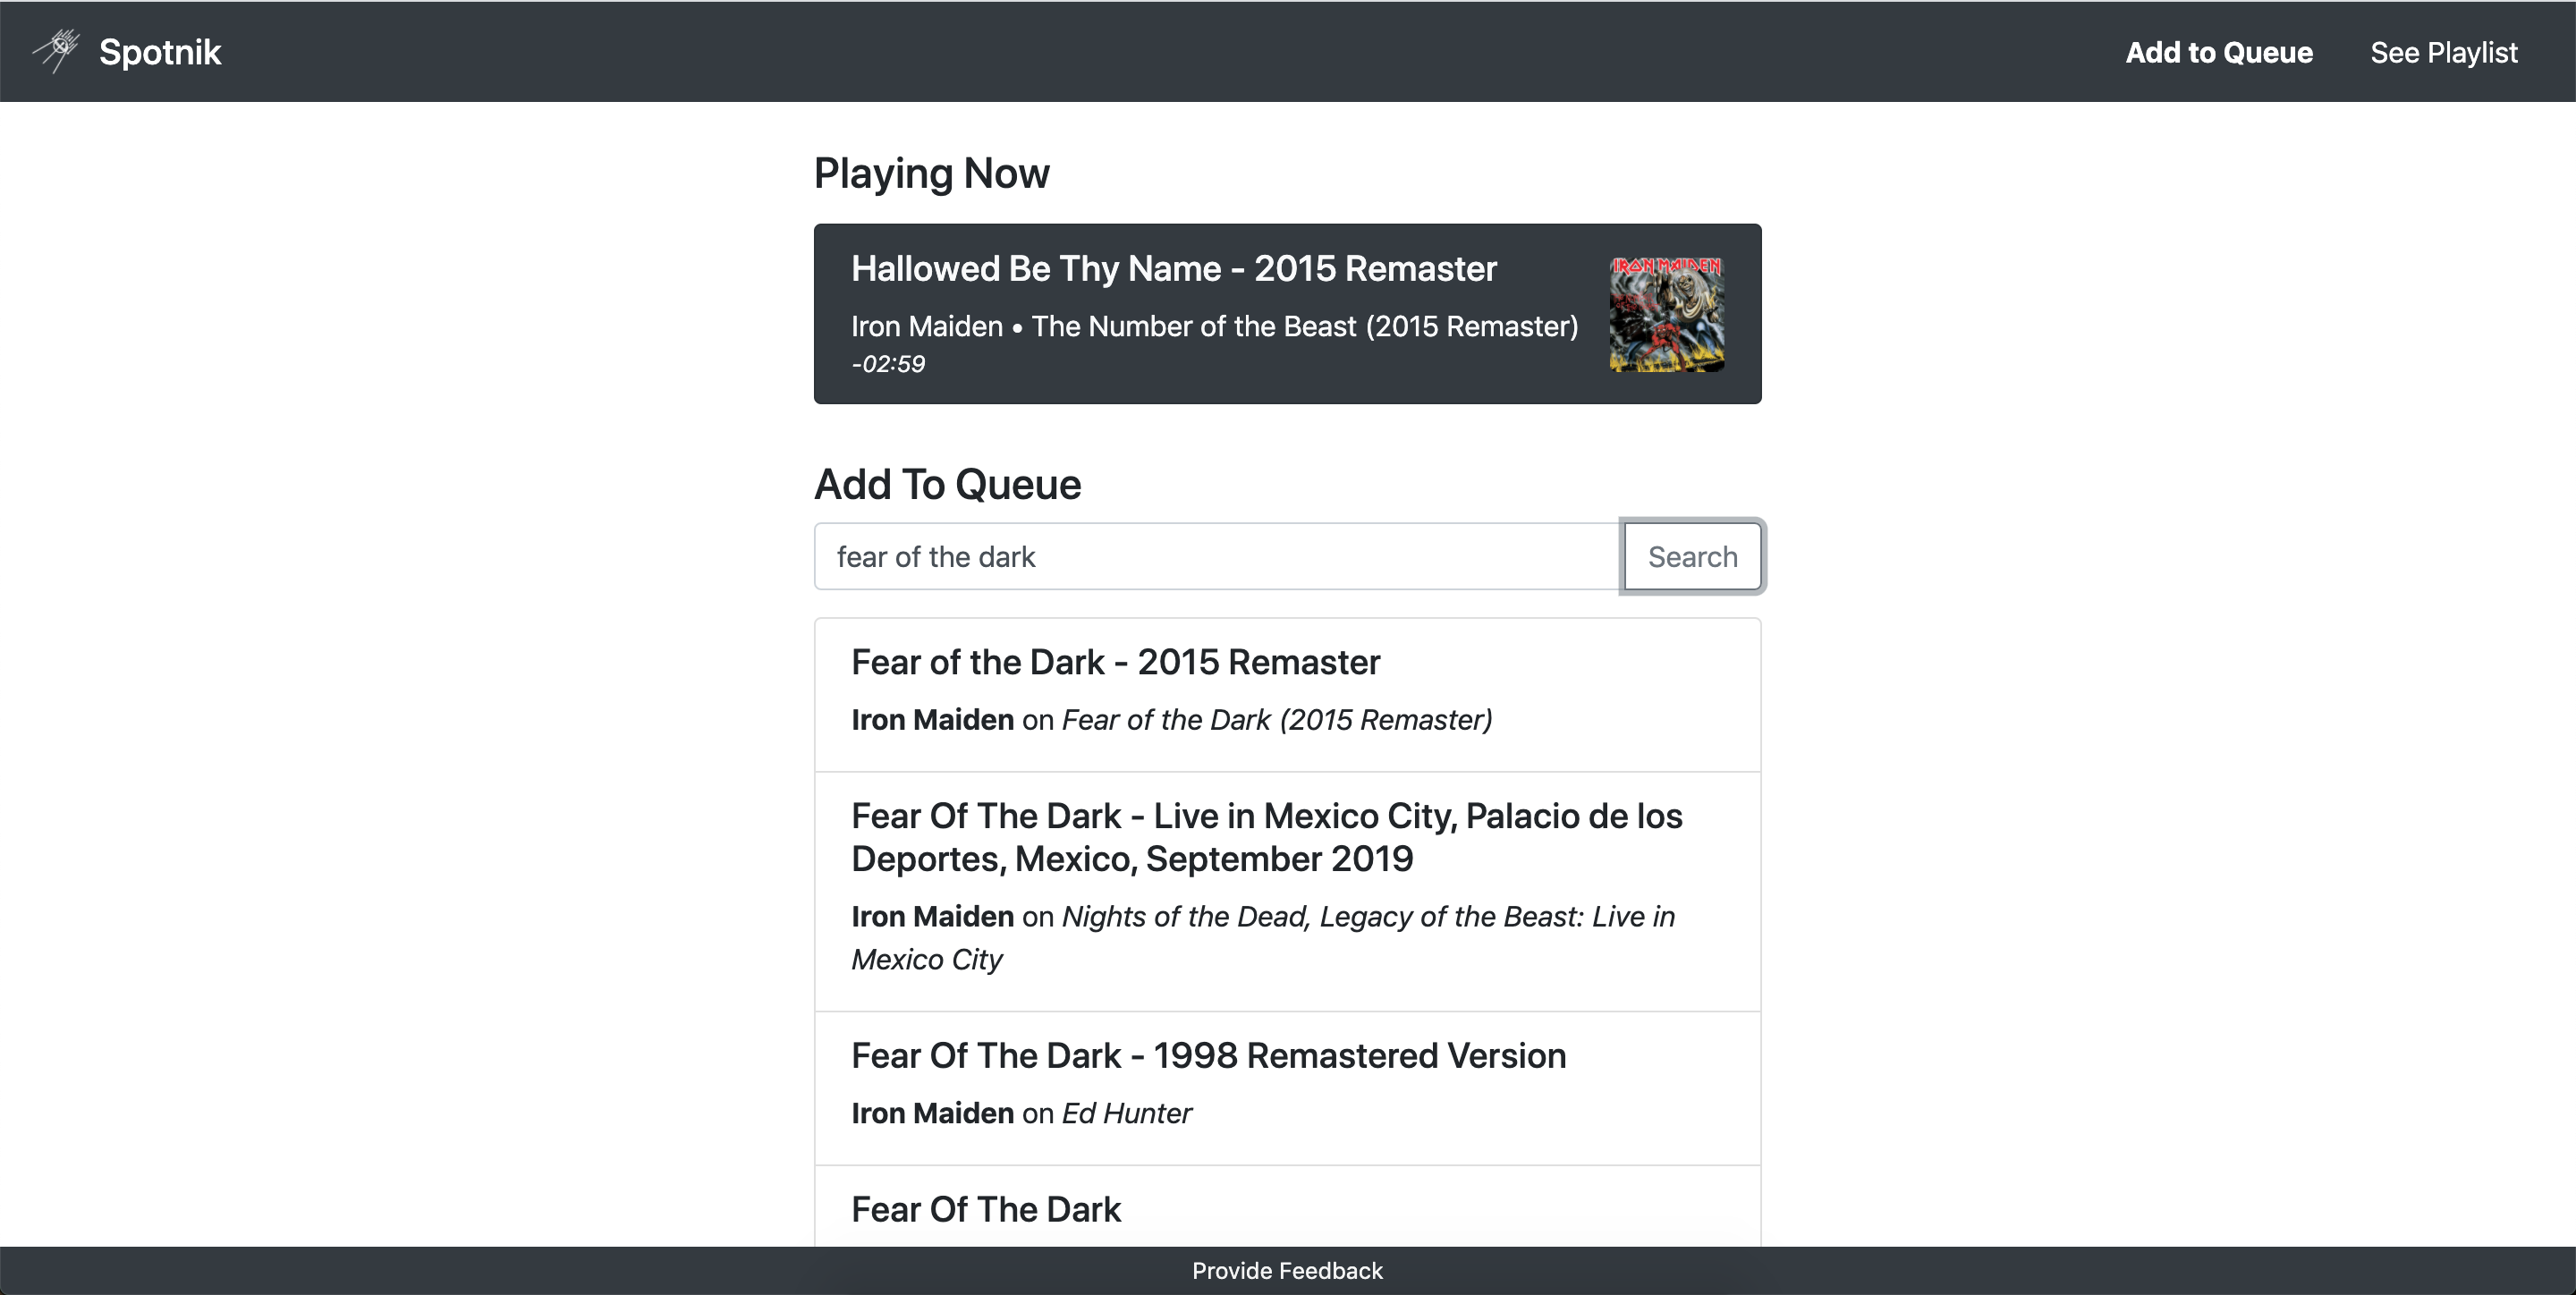 Spotnik
Add to Queue
See Playlist
Playing Now
Hallowed Be Thy Name - 2015 Remaster
Iron Maiden • The Number of the Beast (2015 Remaster)
-02:59
IRON MAIDEN
Add To Queue
fear of the dark
Search
Fear of the Dark - 2015 Remaster
Iron Maiden on Fear of the Dark (2015 Remaster)
Fear Of The Dark - Live in Mexico City, Palacio de los
Deportes, Mexico, September 2019
Iron Maiden on Nights of the Dead, Legacy of the Beast: Live in
Mexico City
Fear Of The Dark - 1998 Remastered Version
Iron Maiden on Ed Hunter
Fear Of The Dark
Provide Feedback